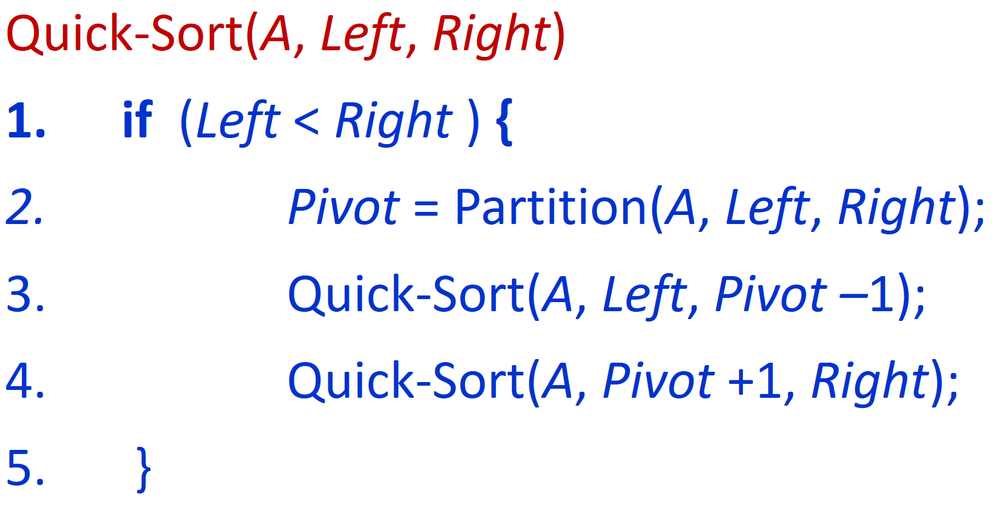 Quick-Sort(A, Left, Right)
1. if (Left < Right ) {
2. Pivot = Partition(A, Left, Right);
3. Quick-Sort(A, Left, Pivot –1);
4. Quick-Sort(A, Pivot +1, Right);
5. }